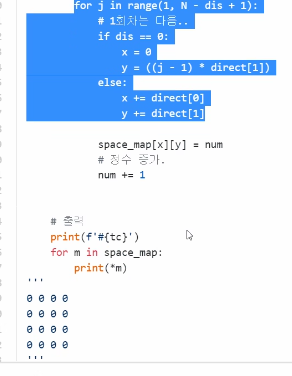 for j in range(1, N - dis + 1):
# 1회차는 다음..
if dis == 0:
x = 0
y = ((j - 1) * direct[1])
else:
x += direct[0]
y += direct[1]
space_map[x][y] = num
# 정수 증가.
num += 1
# 출력
print(f'#{tc}')
for m in space_map:
print(*m)
'''
0 0 0 0
0 0 0 0
0 0 0 0
0 0 0 0
'''